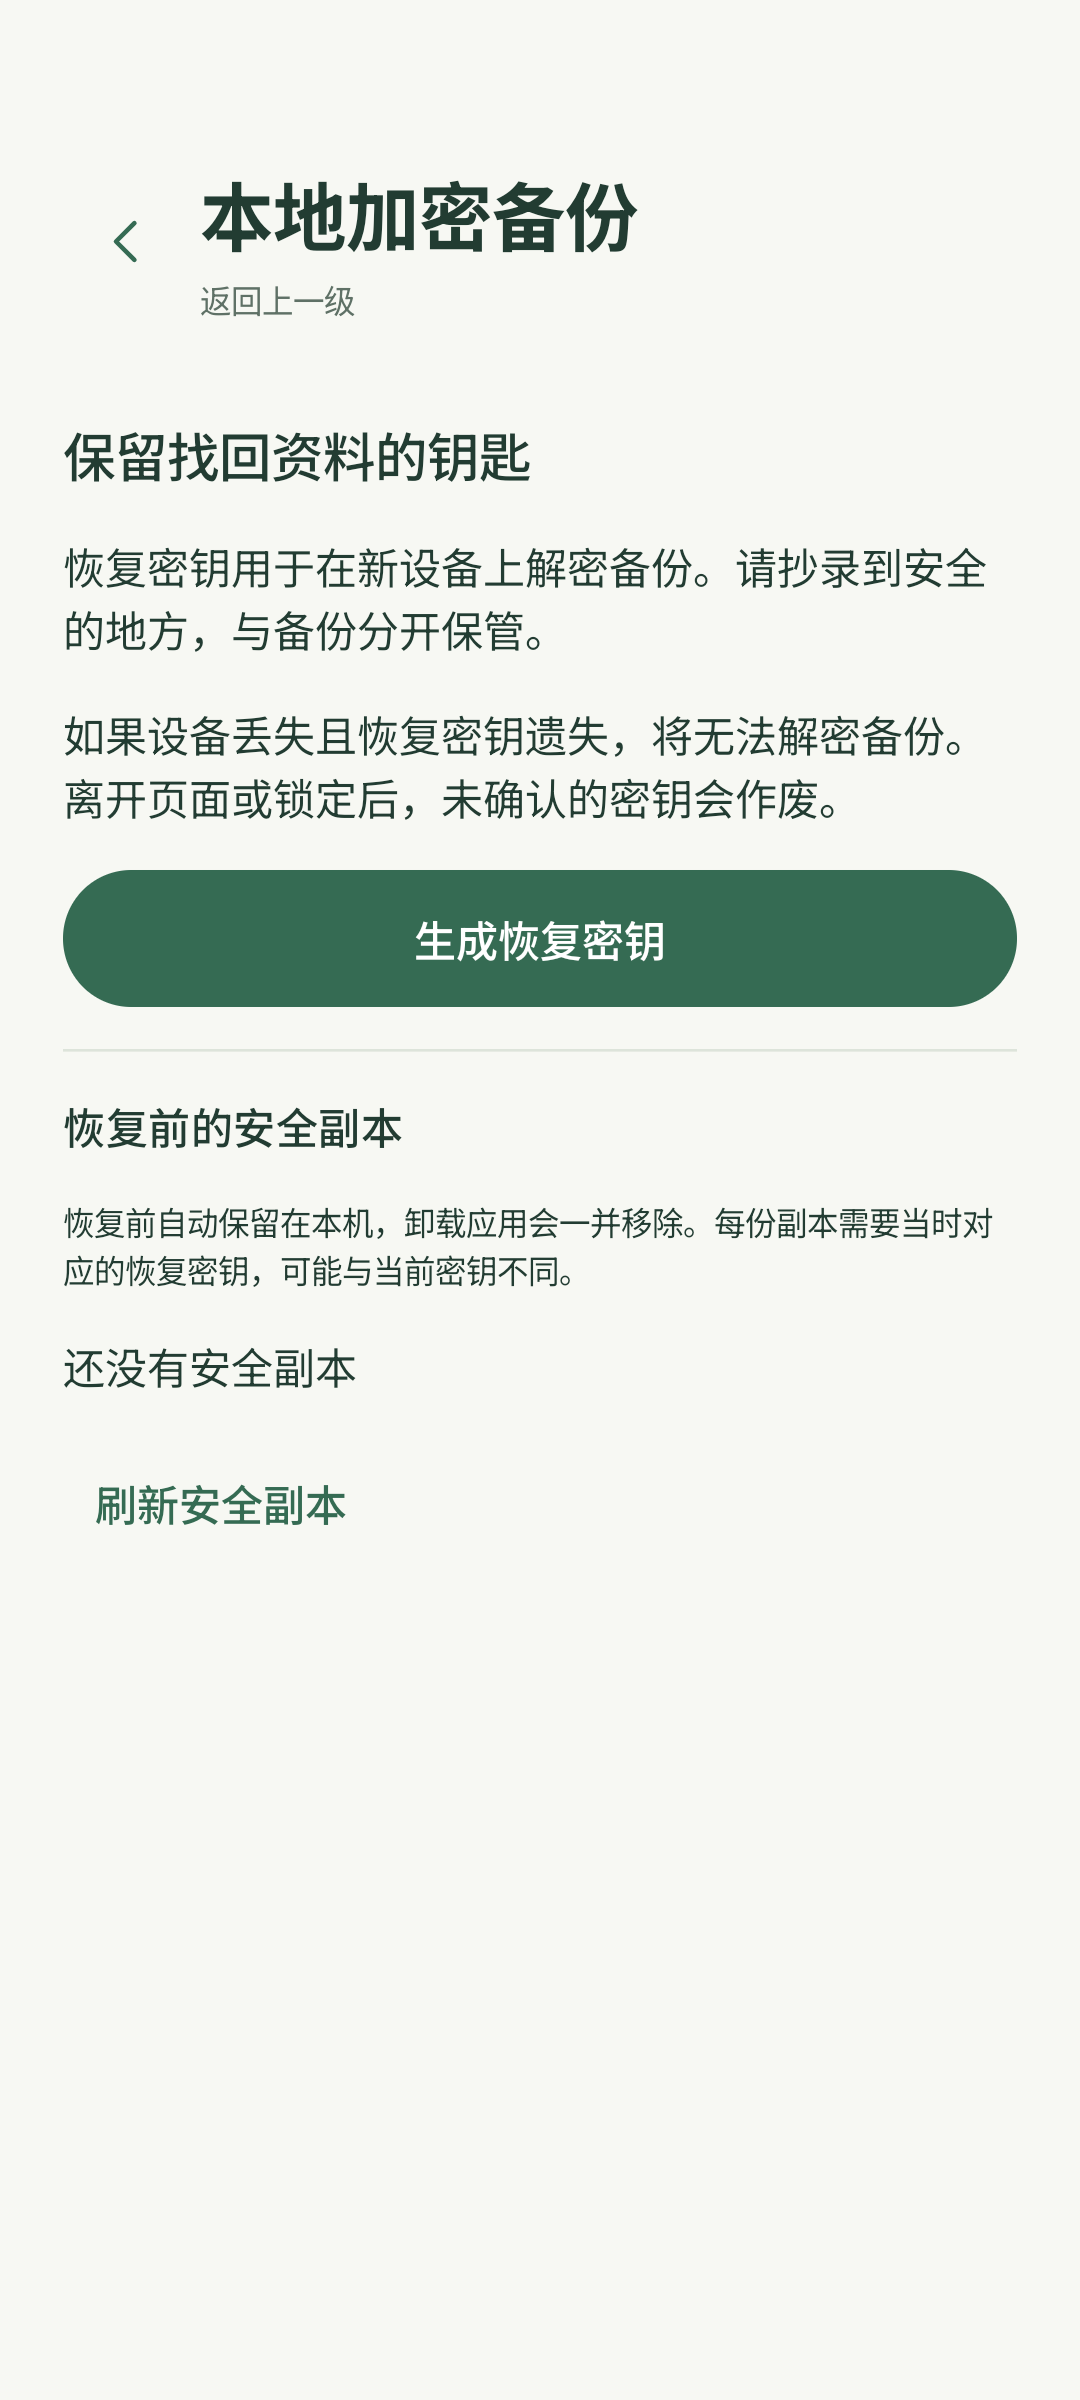 本地加密备份
返回上一级
保留找回资料的钥匙
恢复密钥用于在新设备上解密备份。请抄录到安全
的地方，与备份分开保管。
如果设备丢失且恢复密钥遗失，将无法解密备份。
离开页面或锁定后，未确认的密钥会作废。
生成恢复密钥
恢复前的安全副本
恢复前自动保留在本机，卸载应用会一并移除。每份副本需要当时对
应的恢复密钥，可能与当前密钥不同。
还没有安全副本
刷新安全副本